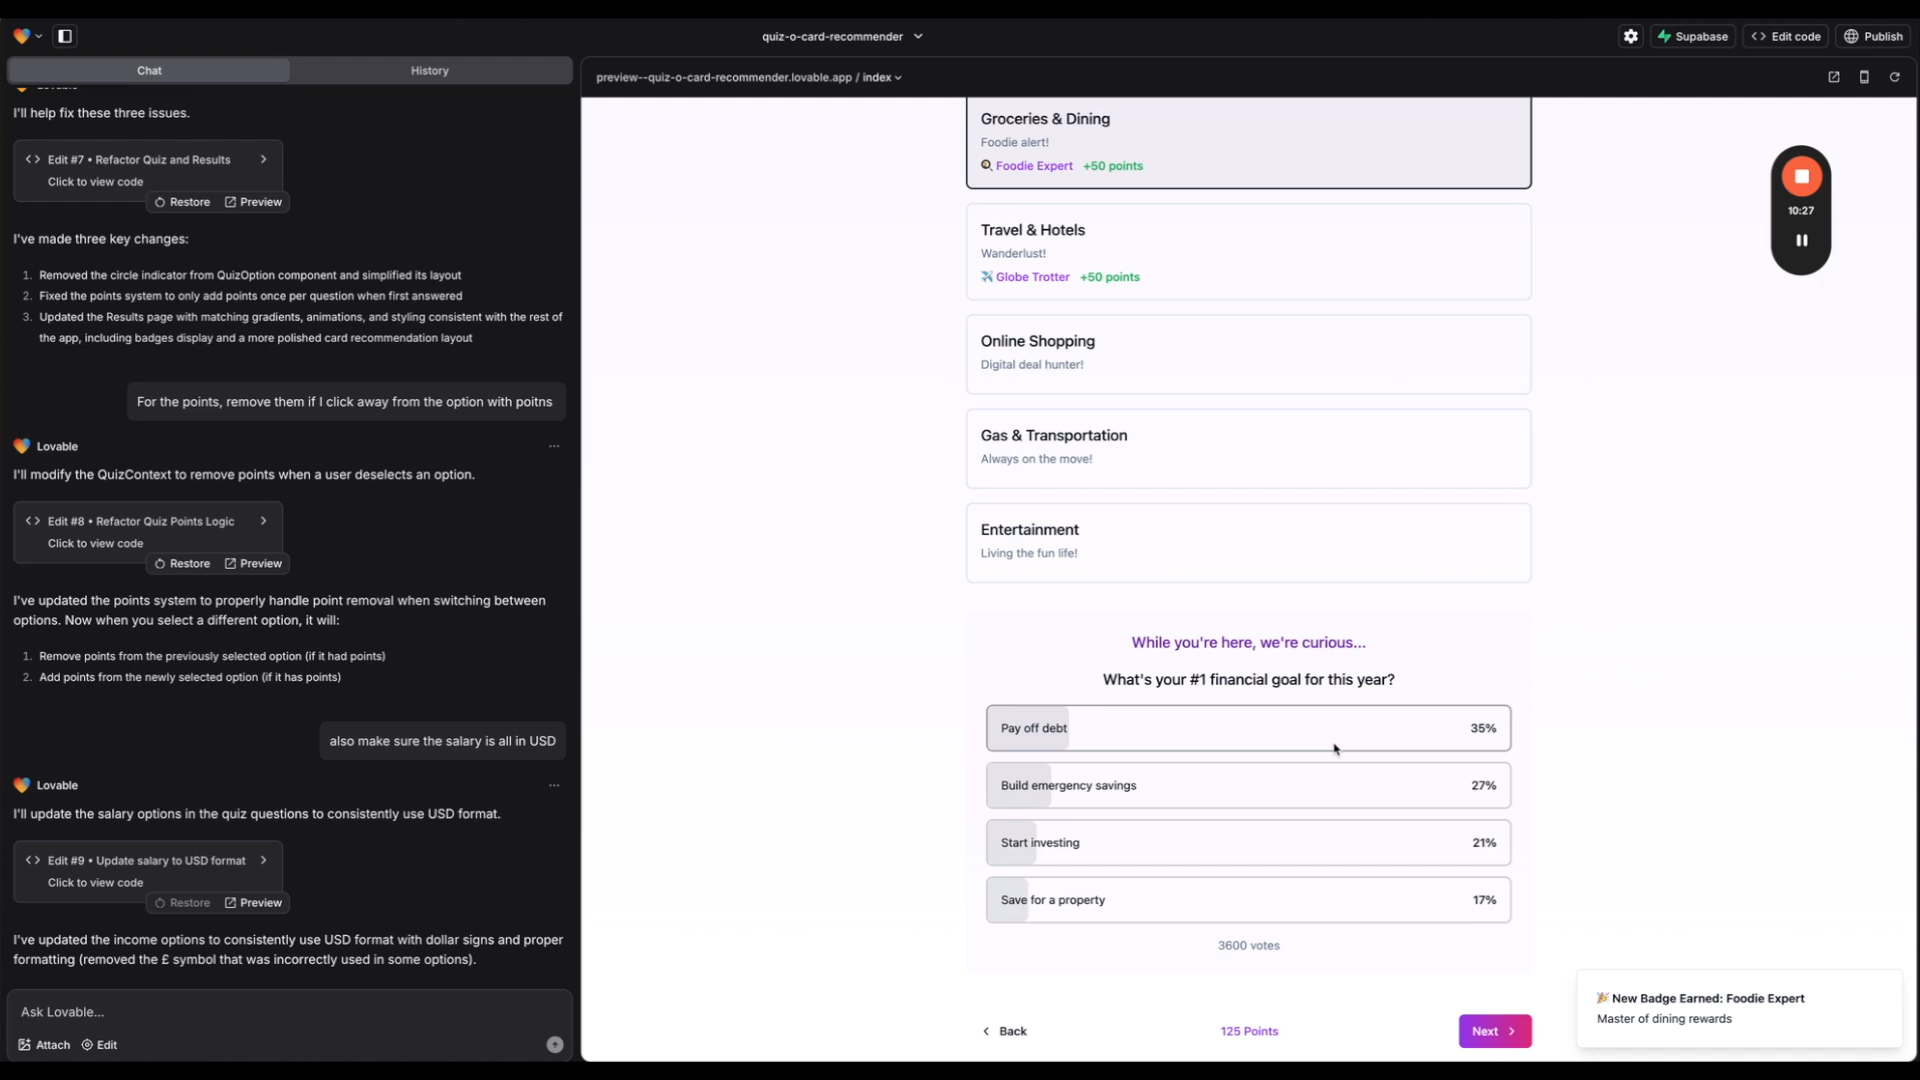 quiz-o-card-recommender
Supabase
Edit code
Publish
Chat
History
preview--quiz-o-card-recommender.lovable.app / index
I'll help fix these three issues.
Edit #7 • Refactor Quiz and Results
Click to view code
Restore
Preview
I've made three key changes:
1. Removed the circle indicator from QuizOption component and simplified its layout
2. Fixed the points system to only add points once per question when first answered
3. Updated the Results page with matching gradients, animations, and styling consistent with the rest of
the app, including badges display and a more polished card recommendation layout
For the points, remove them if I click away from the option with poitns
Lovable
I'll modify the QuizContext to remove points when a user deselects an option.
Edit #8 • Refactor Quiz Points Logic
Click to view code
Restore
Preview
I've updated the points system to properly handle point removal when switching between
options. Now when you select a different option, it will:
1. Remove points from the previously selected option (if it had points)
2. Add points from the newly selected option (if it has points)
also make sure the salary is all in USD
Lovable
I'll update the salary options in the quiz questions to consistently use USD format.
Edit #9 • Update salary to USD format
Click to view code
Restore
Preview
I've updated the income options to consistently use USD format with dollar signs and proper
formatting (removed the £ symbol that was incorrectly used in some options).
Ask Lovable...
Attach
Edit
Groceries & Dining
Foodie alert!
Foodie Expert +50 points
Travel & Hotels
Wanderlust!
Globe Trotter +50 points
Online Shopping
Digital deal hunter!
Gas & Transportation
Always on the move!
Entertainment
Living the fun life!
While you're here, we're curious...
What's your #1 financial goal for this year?
Pay off debt 35%
Build emergency savings 27%
Start investing 21%
Save for a property 17%
3600 votes
Back
125 Points
Next
10:27
New Badge Earned: Foodie Expert
Master of dining rewards